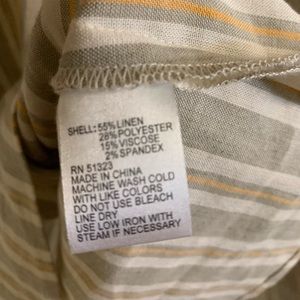 SHELL:55%LINEN
28%POLYESTER
15%VISCOSE
2%SPANDEX
RN 51323
MADE IN CHINA
MACHINE WASH COLD
WITH LIKE COLORS
DO NOT USE BLEACH
LINE DRY
USE LOW IRON WITH
STEAM IF NECESSARY